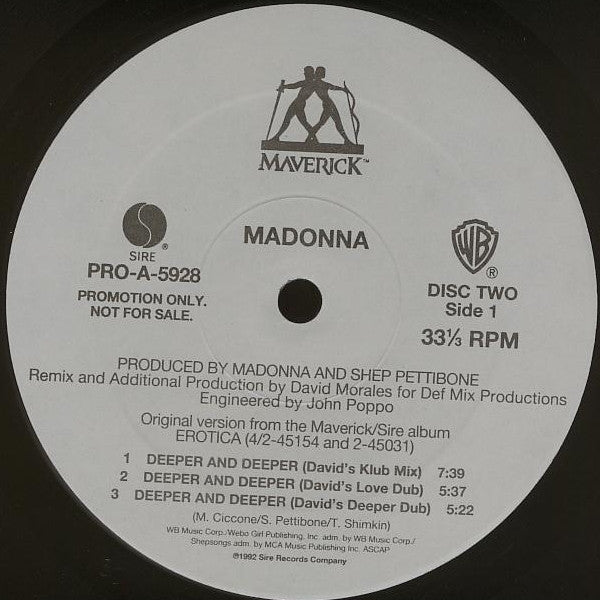 MAVERICK™
MADONNA
SIRE ®
PRO-A-5928
PROMOTION ONLY.
NOT FOR SALE.
WB ®
DISC TWO
Side 1
33⅓ RPM
PRODUCED BY MADONNA AND SHEP PETTIBONE
Remix and Additional Production by David Morales for Def Mix Productions
Engineered by John Poppo
Original version from the Maverick/Sire album
EROTICA (4/2-45154 and 2-45031)
1 DEEPER AND DEEPER (David's Klub Mix) 7:39
2 DEEPER AND DEEPER (David's Love Dub) 5:37
3 DEEPER AND DEEPER (David's Deeper Dub) 5:22
(M. Ciccone/S. Pettibone/T. Shimkin)
WB Music Corp./Webo Girl Publishing, Inc. adm. by WB Music Corp./
Shepsongs adm. by MCA Music Publishing Inc. ASCAP
℗1992 Sire Records Company